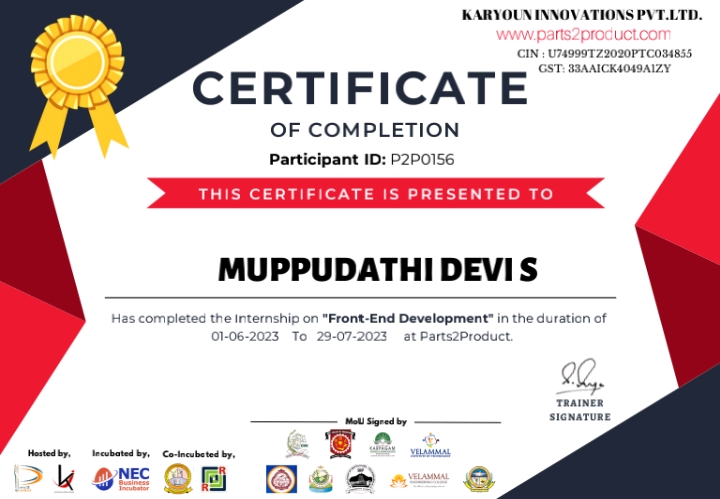 KARYOUN INNOVATIONS PVT.LTD.
www.parts2product.com
CIN : U74999TZ2020PTC034855
GST: 33AAICK4049A1ZY
CERTIFICATE
OF COMPLETION
Participant ID: P2P0156
THIS CERTIFICATE IS PRESENTED TO
MUPPUDATHI DEVI S
Has completed the Internship on "Front-End Development" in the duration of
01-06-2023 To 29-07-2023 at Parts2Product.
TRAINER
SIGNATURE
MoU Signed by
KARPAGAM
VELAMMAL
Hosted by,
Incubated by,
Co-Incubated by,
NEC
Business
Incubator
R
R
VELAMMAL